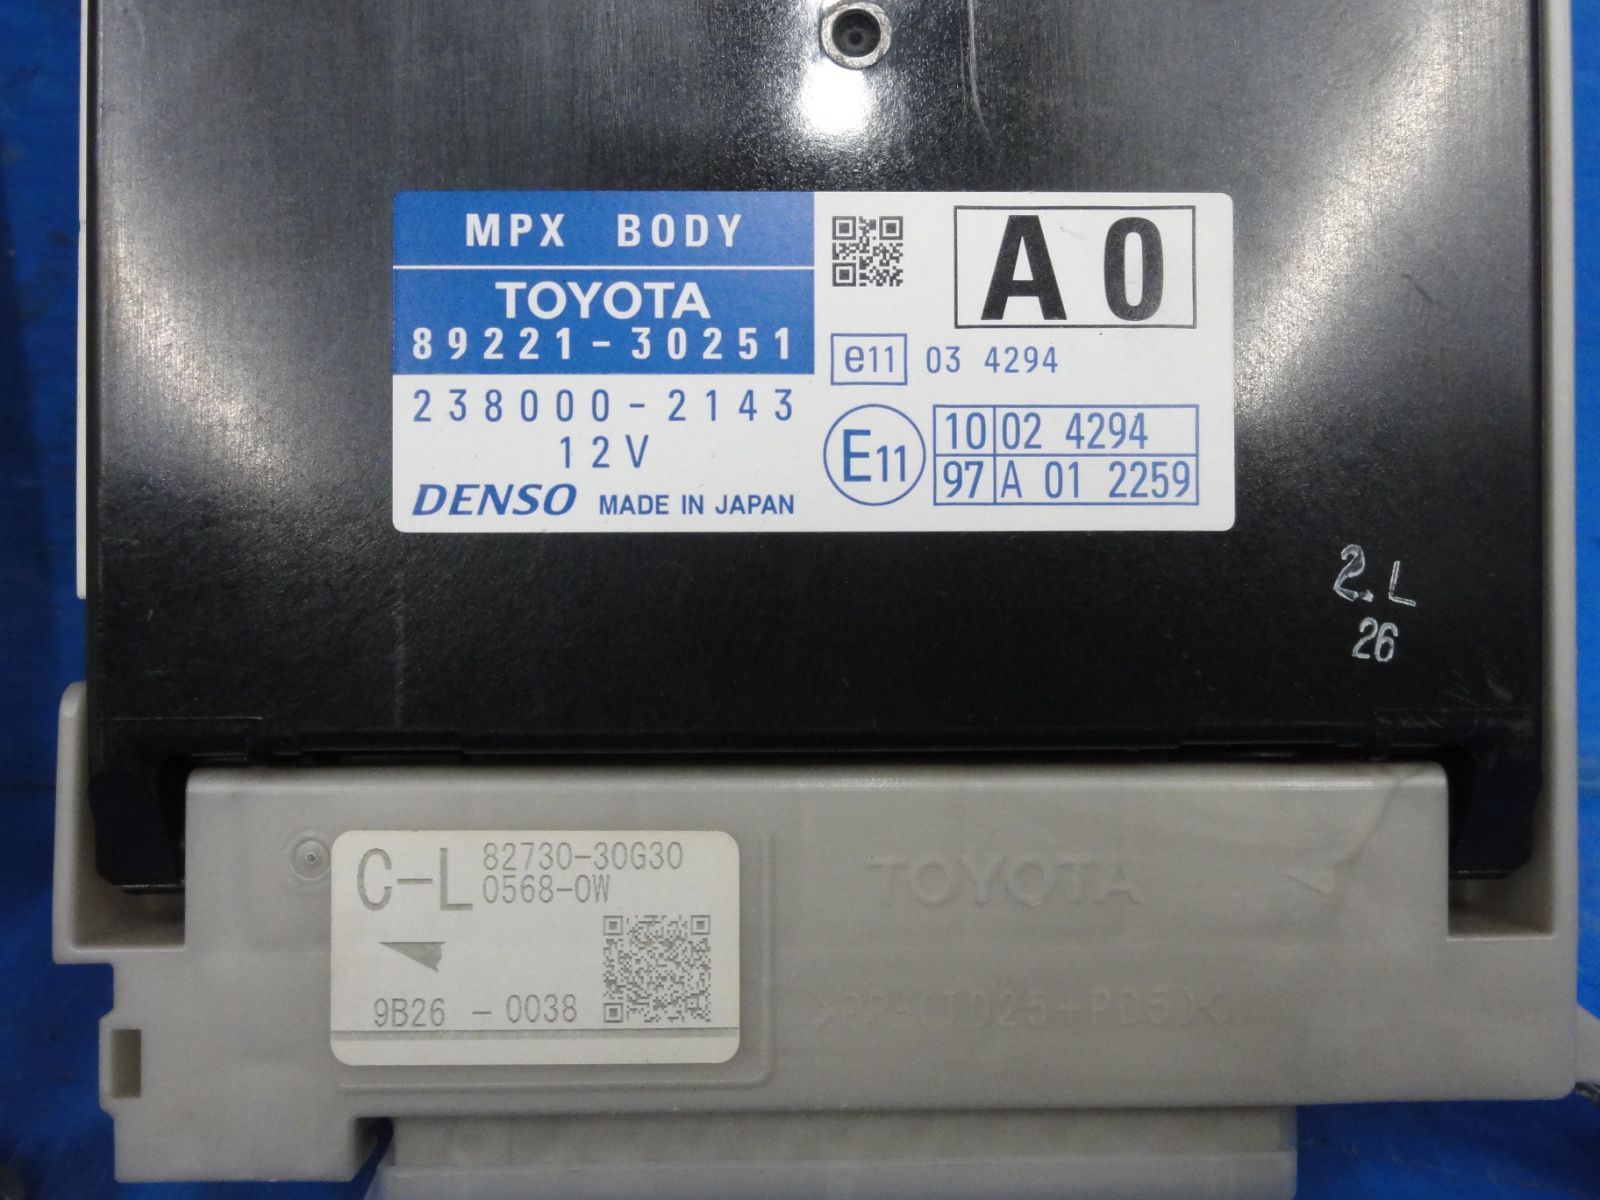 MPX BODY
TOYOTA
89221-30251
238000-2143
12V
DENSO MADE IN JAPAN
A0
e11 03 4294
E11
10 02 4294
97 A 01 2259
2.L
26
C-L
82730-30G30
0568-0W
9B26 -0038
TOYOTA